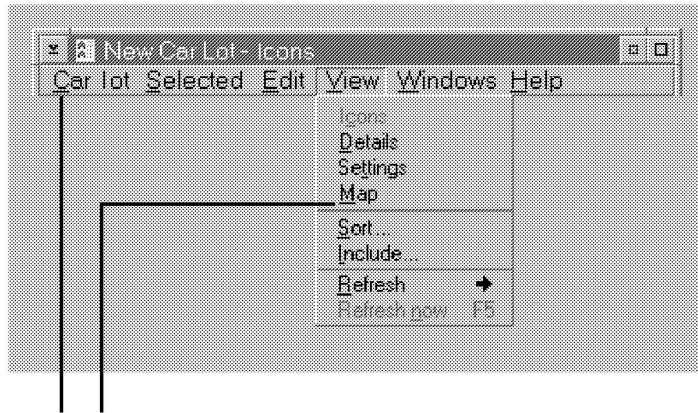 New Car Lot - Icons
Car lot Selected Edit View Windows Help
Icons
Details
Settings
Map
Sort...
Include...
Refresh
Refresh now F5